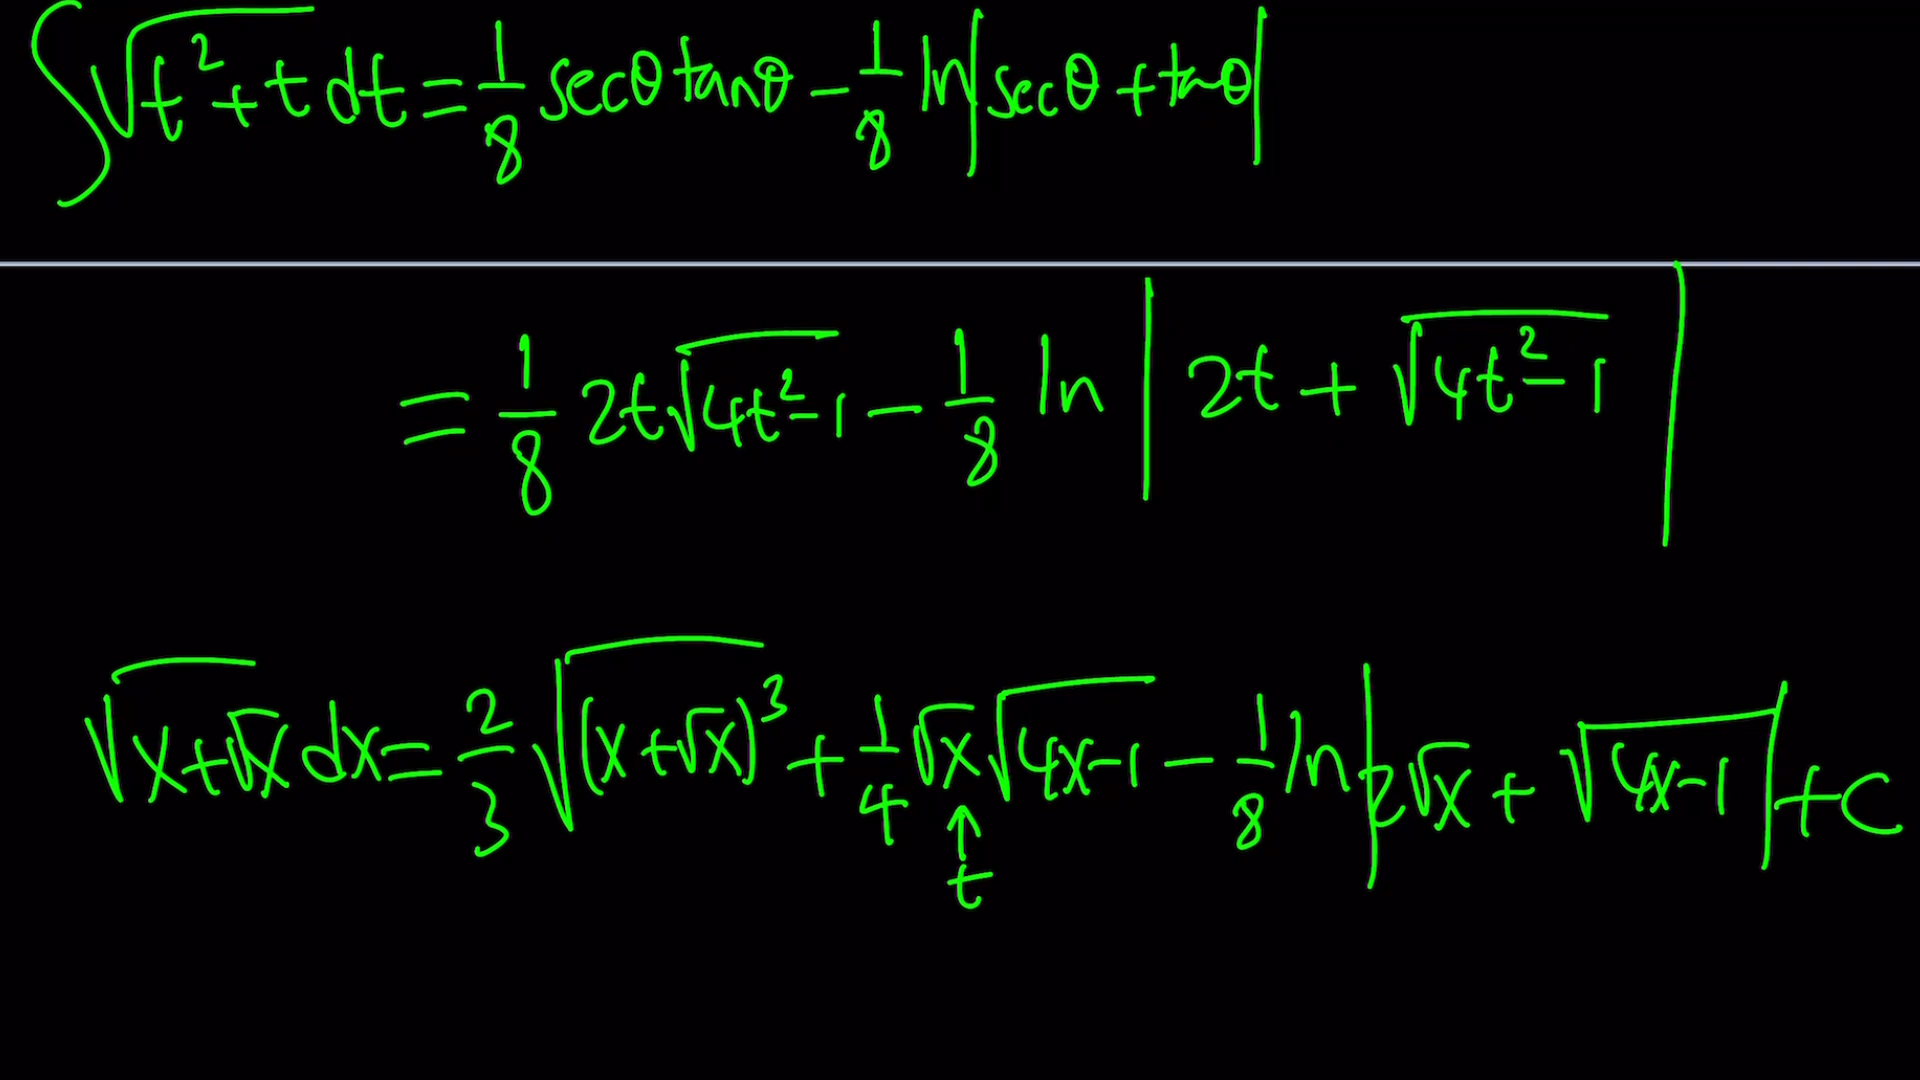 ∫√(t²+t) dt = 1/8 secθ tanθ - 1/8 ln|secθ + tanθ|
= 1/8 2t√(4t²-1) - 1/8 ln|2t + √(4t²-1)|
√(x+√x) dx = 2/3 √((x+√x)³) + 1/4 √x √(4x-1) - 1/8 ln|2√x + √(4x-1)| + C
↑
t